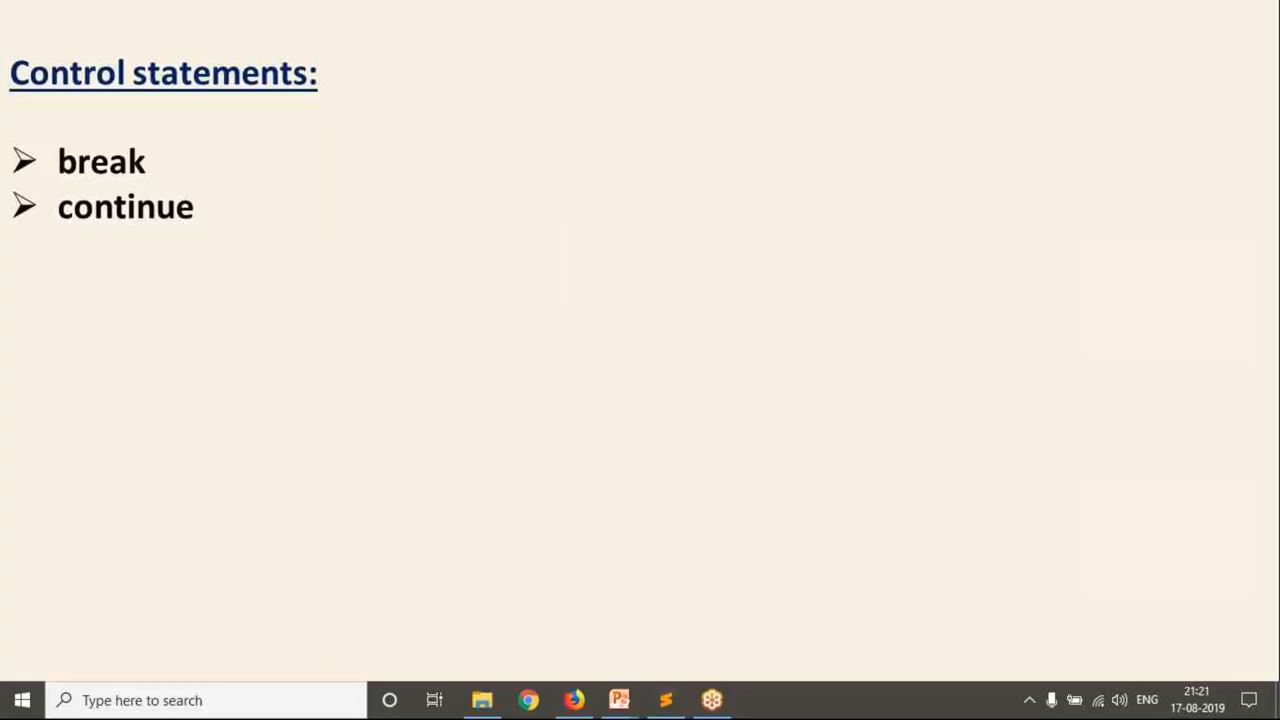 Control statements:
➢ break
➢ continue
Type here to search
ENG
21:21
17-08-2019